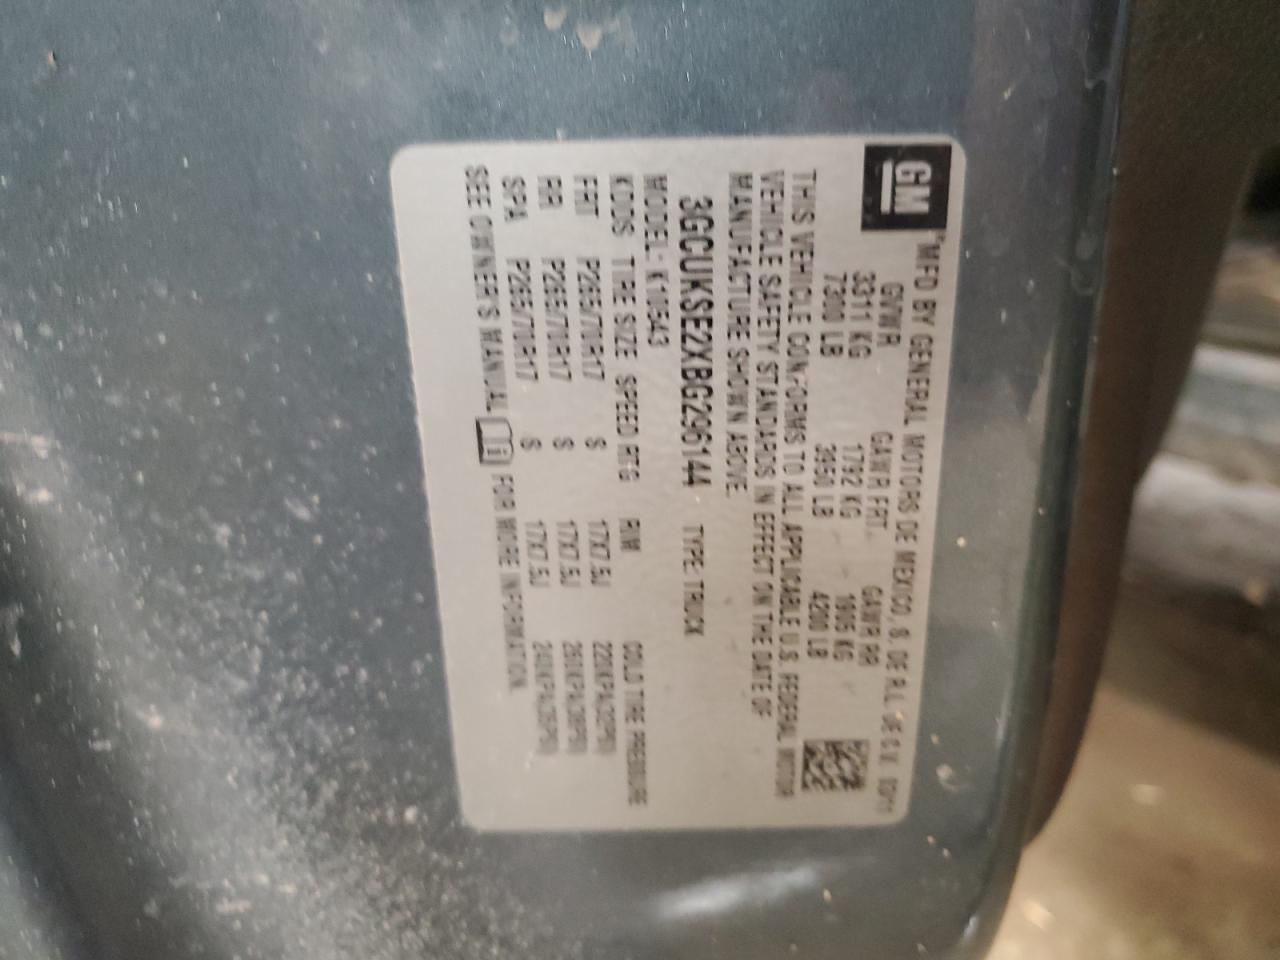 GM
"MFD BY GENERAL MOTORS DE MEXICO, S. DE R.L. DE C.V. 03/11
GVWR GAWR FRT. GAWR RR
3311 KG 1792 KG 1905 KG
7300 LB 3950 LB 4200 LB
THIS VEHICLE CONFORMS TO ALL APPLICABLE U.S. FEDERAL MOTOR
VEHICLE SAFETY STANDARDS IN EFFECT ON THE DATE OF
MANUFACTURE SHOWN ABOVE.
3GCUKSE2XBG296144 TYPE: TRUCK
MODEL: K10543
TIRE SIZE SPEED RTG RIM COLD TIRE PRESSURE
FRT P265/70R17 S 17X7.5J 220KPA,32PSI
RR P265/70R17 S 17X7.5J 260KPA,38PSI
SPA P265/70R17 S 17X7.5J 240KPA,35PSI
SEE OWNER'S MANUAL FOR MORE INFORMATION.